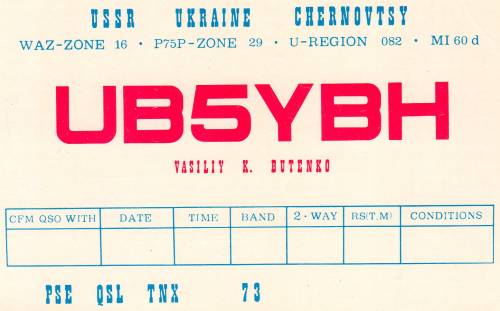 USSR UKRAINE CHERNOVTSY
WAZ-ZONE 16 • P75P-ZONE 29 • U-REGION 082 • MI 60 d
UB5YBH
VASILIY K. BUTENKO
CFM QSO WITH DATE TIME BAND 2-WAY RS(T.M) CONDITIONS
PSE QSL TNX 73